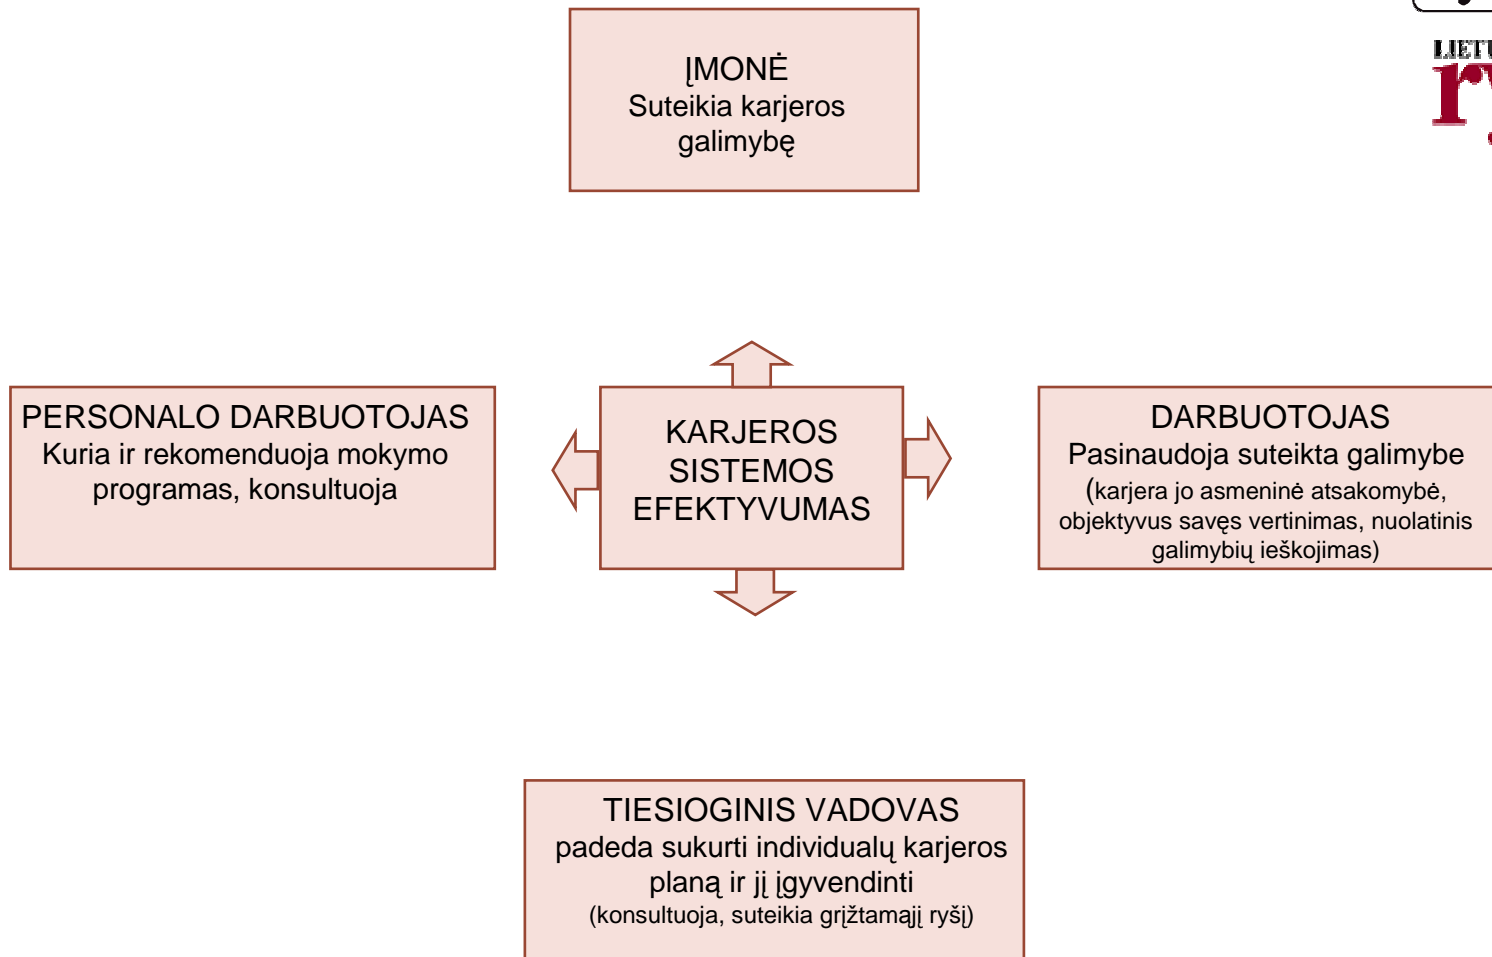 ĮMONĖ
Suteikia karjeros
galimybę
PERSONALO DARBUOTOJAS
Kuria ir rekomenduoja mokymo
programas, konsultuoja
KARJEROS
SISTEMOS
EFEKTYVUMAS
DARBUOTOJAS
Pasinaudoja suteikta galimybe
(karjera jo asmeninė atsakomybė,
objektyvus savęs vertinimas, nuolatinis
galimybių ieškojimas)
TIESIOGINIS VADOVAS
padeda sukurti individualų karjeros
planą ir jį įgyvendinti
(konsultuoja, suteikia grįžtamąjį ryšį)